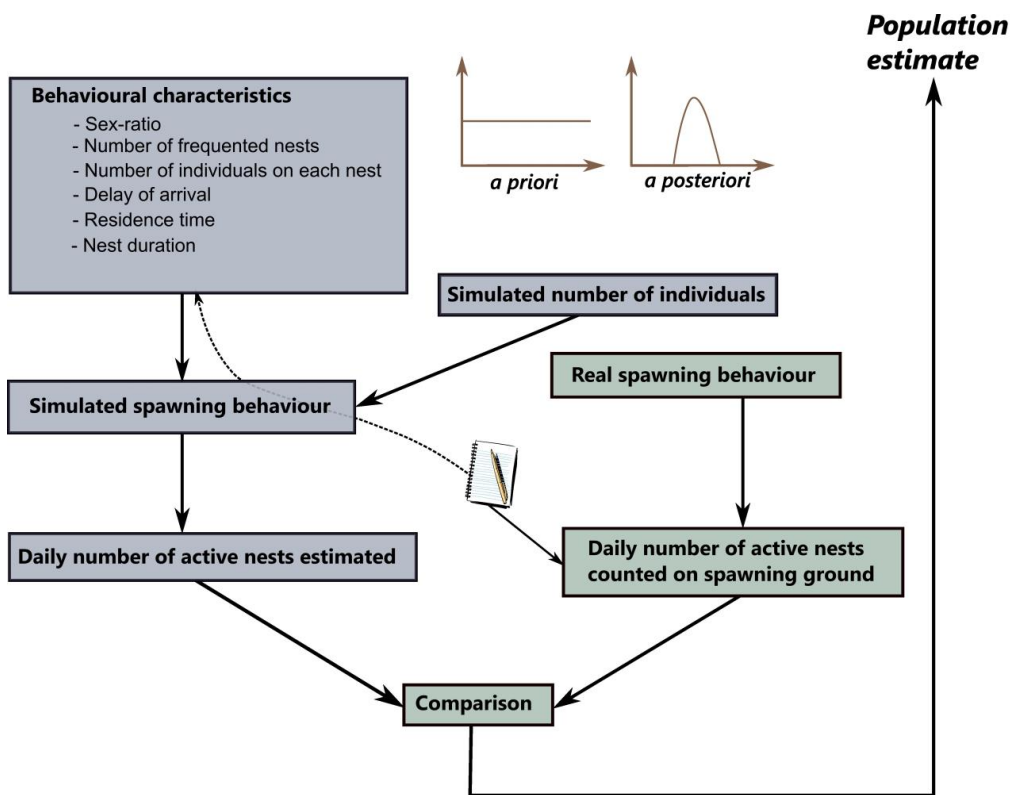 Population
estimate
Behavioural characteristics
- Sex-ratio
- Number of frequented nests
- Number of individuals on each nest
- Delay of arrival
- Residence time
- Nest duration
a priori
a posteriori
Simulated number of individuals
Real spawning behaviour
Simulated spawning behaviour
Daily number of active nests estimated
Daily number of active nests
counted on spawning ground
Comparison